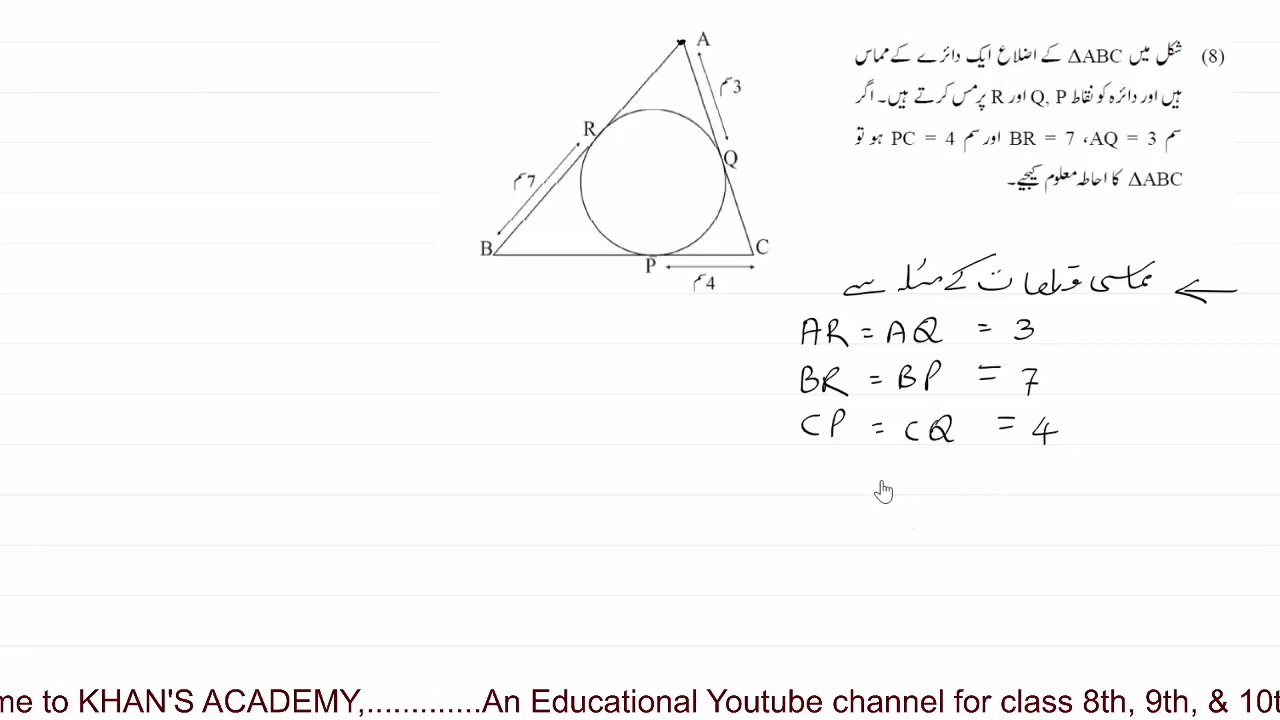 (8) شکل میں ΔABC کے اضلاع ایک دائرے کے مماس
ہیں اور دائرہ کو نقاط Q, P اور R پر مس کرتے ہیں۔ اگر
سم AQ = 3، BR = 7 اور سم PC = 4 ہو تو
ΔABC کا احاطہ معلوم کیجیے۔
A
3 سم
R
Q
7 سم
B
P
C
4 سم
مماسی قطعات کے مسئلہ سے
AR = AQ = 3
BR = BP = 7
CP = CQ = 4
me to KHAN'S ACADEMY,.............An Educational Youtube channel for class 8th, 9th, & 10t